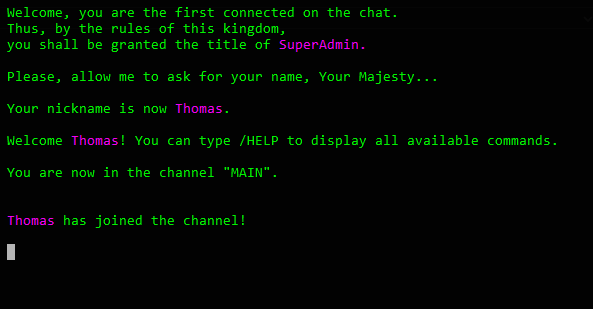 Welcome, you are the first connected on the chat.
Thus, by the rules of this kingdom,
you shall be granted the title of SuperAdmin.
Please, allow me to ask for your name, Your Majesty...
Your nickname is now Thomas.
Welcome Thomas! You can type /HELP to display all available commands.
You are now in the channel "MAIN".
Thomas has joined the channel!